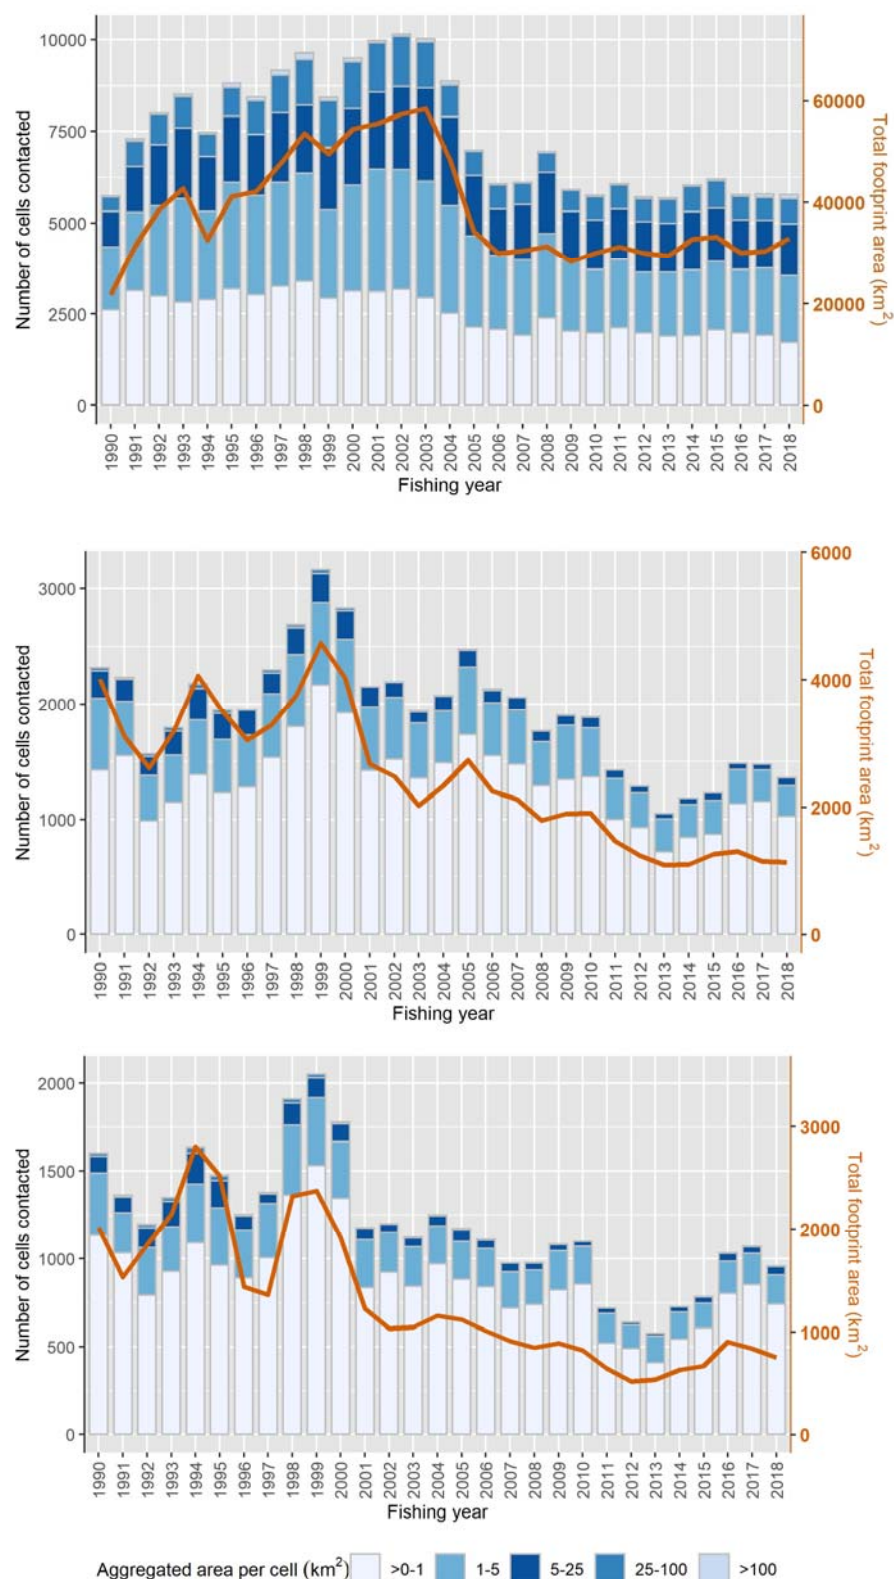 10000
7500
5000
2500
0
Number of cells contacted
60000
40000
20000
0
Total footprint area (km²)
1990 1991 1992 1993 1994 1995 1996 1997 1998 1999 2000 2001 2002 2003 2004 2005 2006 2007 2008 2009 2010 2011 2012 2013 2014 2015 2016 2017 2018
Fishing year
3000
2000
1000
0
Number of cells contacted
6000
4000
2000
0
Total footprint area (km²)
1990 1991 1992 1993 1994 1995 1996 1997 1998 1999 2000 2001 2002 2003 2004 2005 2006 2007 2008 2009 2010 2011 2012 2013 2014 2015 2016 2017 2018
Fishing year
2000
1500
1000
500
0
Number of cells contacted
3000
2000
1000
0
Total footprint area (km²)
1990 1991 1992 1993 1994 1995 1996 1997 1998 1999 2000 2001 2002 2003 2004 2005 2006 2007 2008 2009 2010 2011 2012 2013 2014 2015 2016 2017 2018
Fishing year
Aggregated area per cell (km²) >0-1 1-5 5-25 25-100 >100